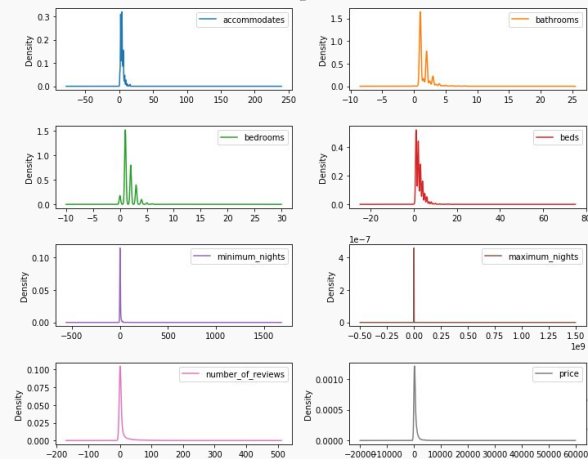 accommodates
Density
0.3
0.2
0.1
0.0
−50 0 50 100 150 200 250
bathrooms
Density
1.5
1.0
0.5
0.0
−10 −5 0 5 10 15 20 25
bedrooms
Density
1.5
1.0
0.5
0.0
−10 −5 0 5 10 15 20 25 30
beds
Density
0.4
0.2
0.0
−20 0 20 40 60 80
minimum_nights
Density
0.10
0.05
0.00
−500 0 500 1000 1500
1e−7
maximum_nights
Density
4
2
0
−0.50 −0.25 0.00 0.25 0.50 0.75 1.00 1.25 1.50
1e9
number_of_reviews
Density
0.100
0.075
0.050
0.025
0.000
−200 −100 0 100 200 300 400 500
price
Density
0.0010
0.0005
0.0000
0 10000 20000 30000 40000 50000